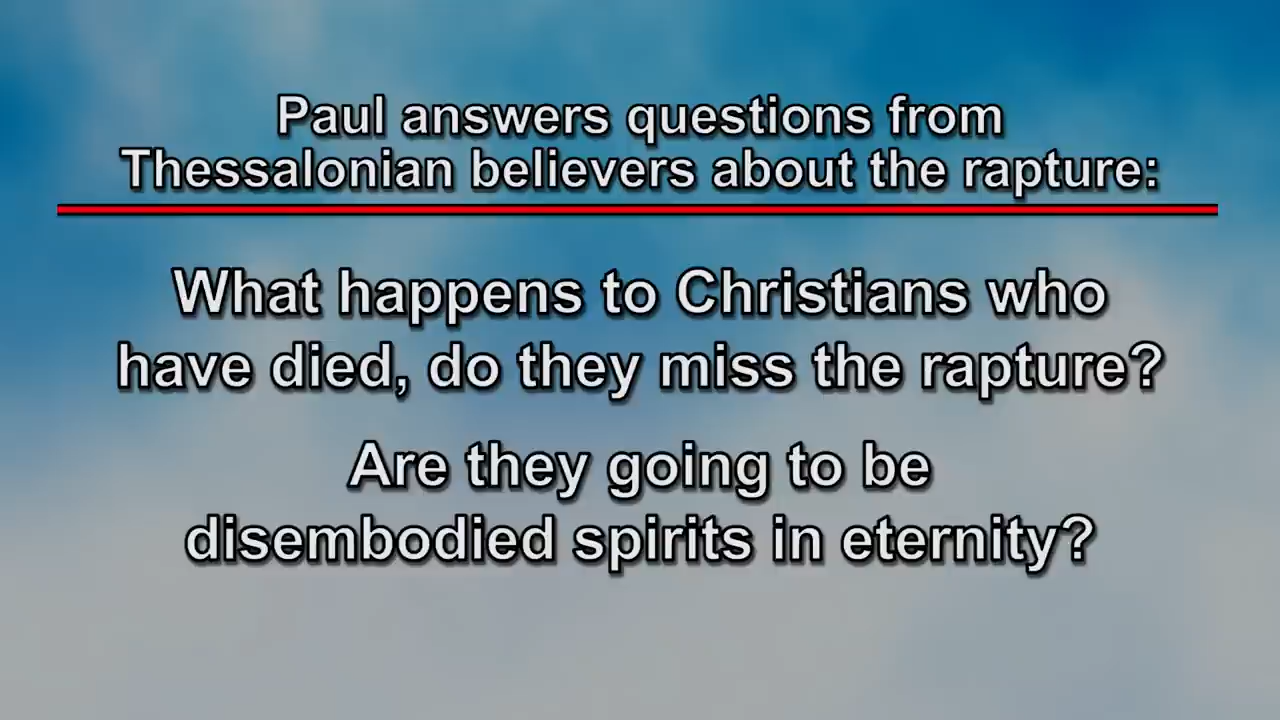 Paul answers questions from
Thessalonian believers about the rapture:
What happens to Christians who
have died, do they miss the rapture?
Are they going to be
disembodied spirits in eternity?